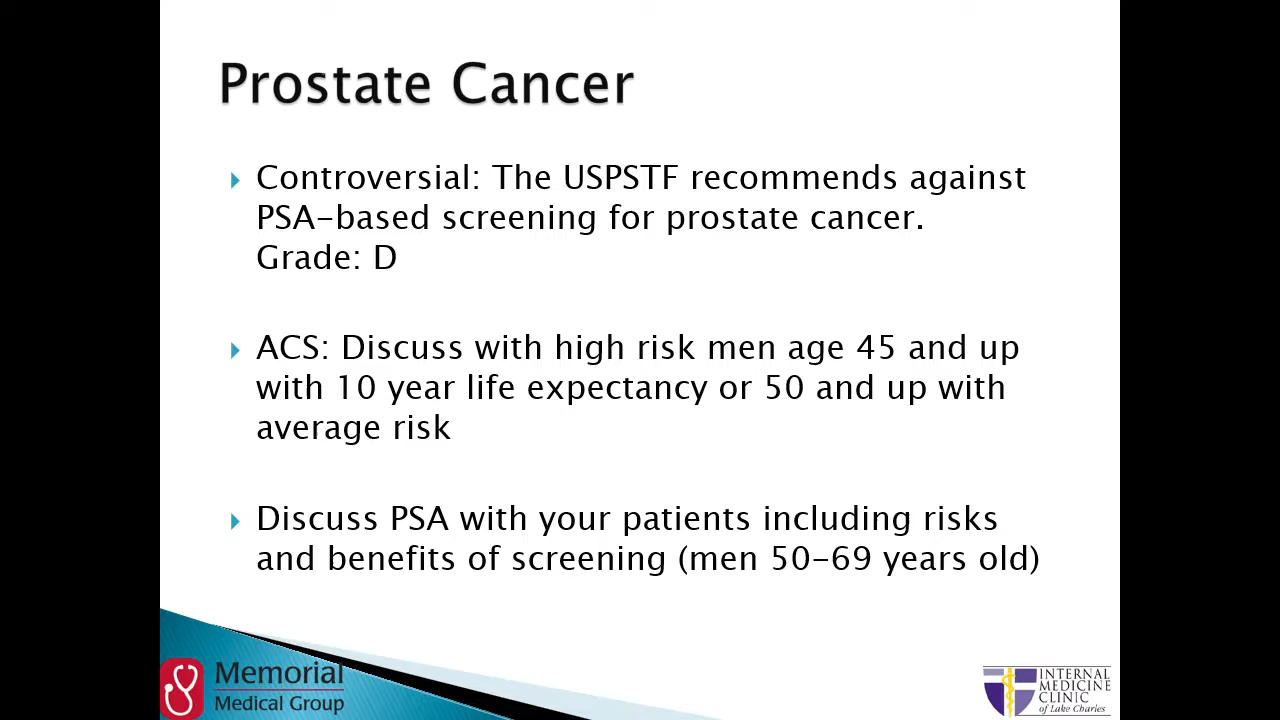 Prostate Cancer
Controversial: The USPSTF recommends against
PSA-based screening for prostate cancer.
Grade: D
ACS: Discuss with high risk men age 45 and up
with 10 year life expectancy or 50 and up with
average risk
Discuss PSA with your patients including risks
and benefits of screening (men 50-69 years old)
Memorial
Medical Group
INTERNAL
MEDICINE
CLINIC
of Lake Charles